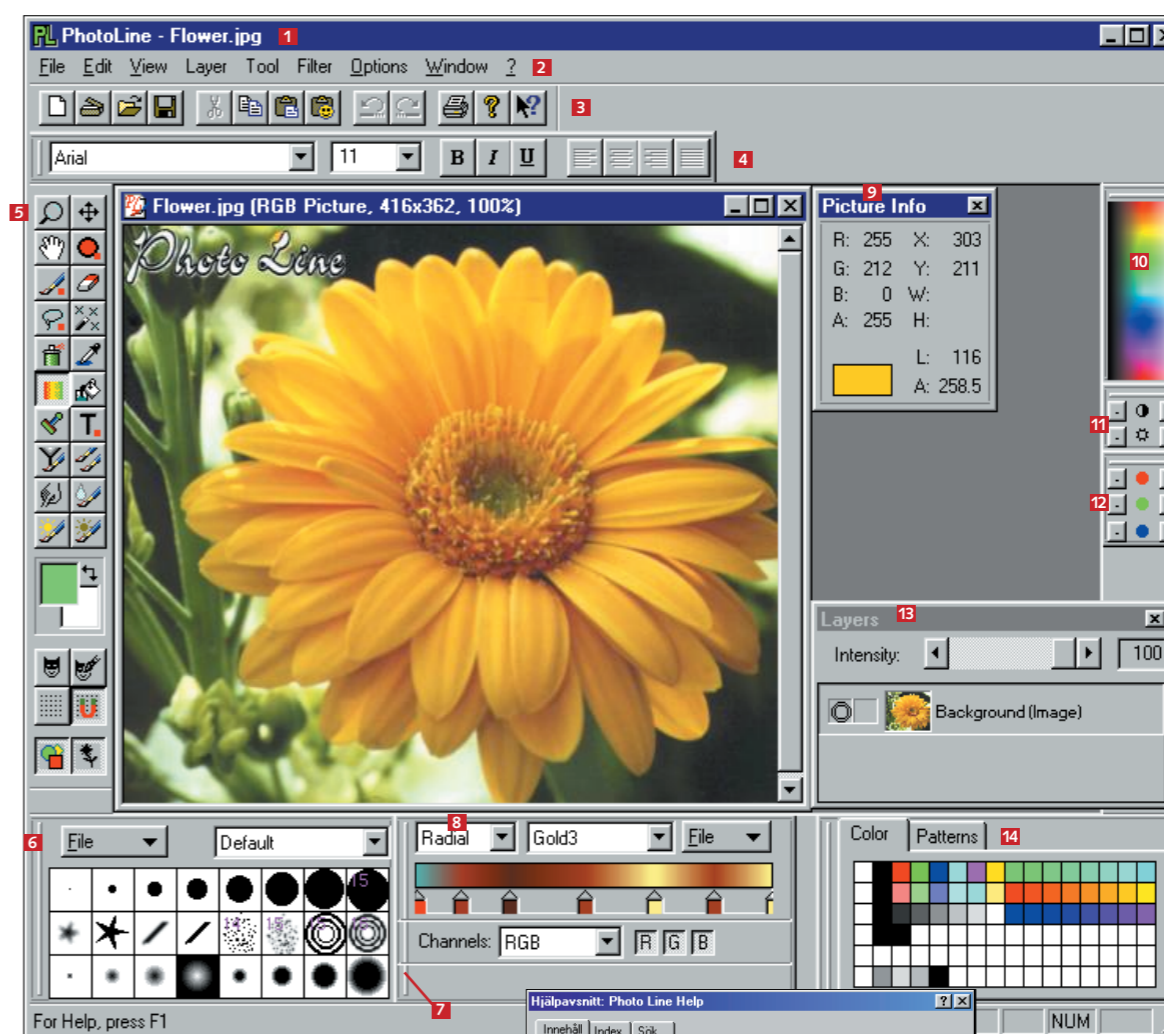 PL PhotoLine - Flower.jpg 1
File Edit View Layer Tool Filter Options Window ? 2
3
Arial 11 B I U 4
5
Flower.jpg (RGB Picture, 416x362, 100%)
Photo Line
9
Picture Info
R: 255 X: 303
G: 212 Y: 211
B: 0 W:
A: 255 H:
L: 116
A: 258.5
10
11
12
T
Layers 13
Intensity: 100
Background (Image)
6 File Default
15
8
Radial Gold3 File
Channels: RGB R G B
7
Color Patterns 14
Hjälpavsnitt: Photo Line Help
Innehåll Index Sök
For Help, press F1
NUM